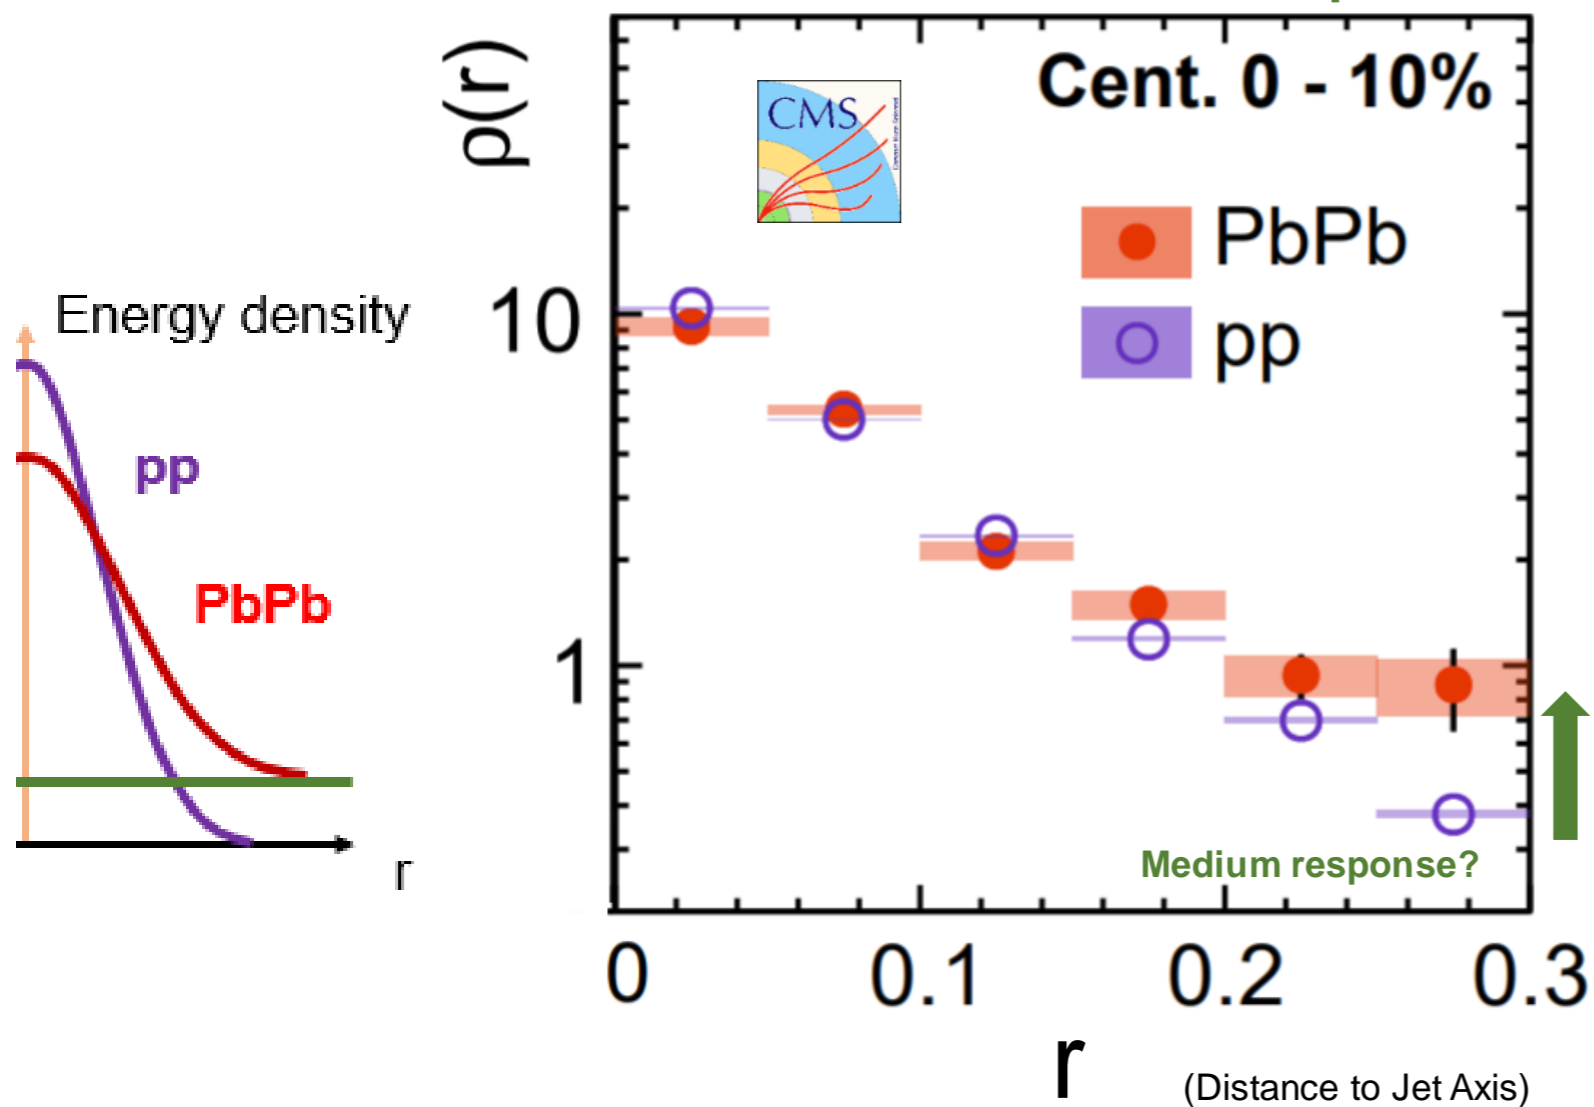 Energy density
pp
PbPb
r
ρ(r)
CMS
Cent. 0 - 10%
PbPb
pp
10
1
Medium response?
0
0.1
0.2
0.3
r
(Distance to Jet Axis)